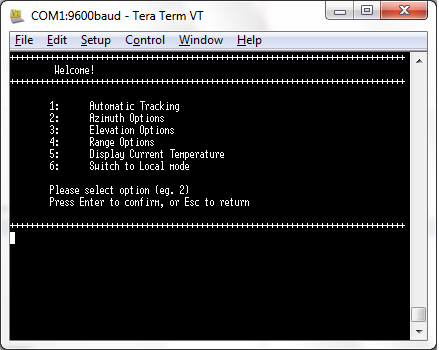 COM1:9600baud - Tera Term VT
File Edit Setup Control Window Help
++++++++++++++++++++++++++++++++++++++++++++++++++++++++++++++++++++++++++++++++
Welcome!
++++++++++++++++++++++++++++++++++++++++++++++++++++++++++++++++++++++++++++++++
1: Automatic Tracking
2: Azimuth Options
3: Elevation Options
4: Range Options
5: Display Current Temperature
6: Switch to Local mode
Please select option (eg. 2)
Press Enter to confirm, or Esc to return
++++++++++++++++++++++++++++++++++++++++++++++++++++++++++++++++++++++++++++++++